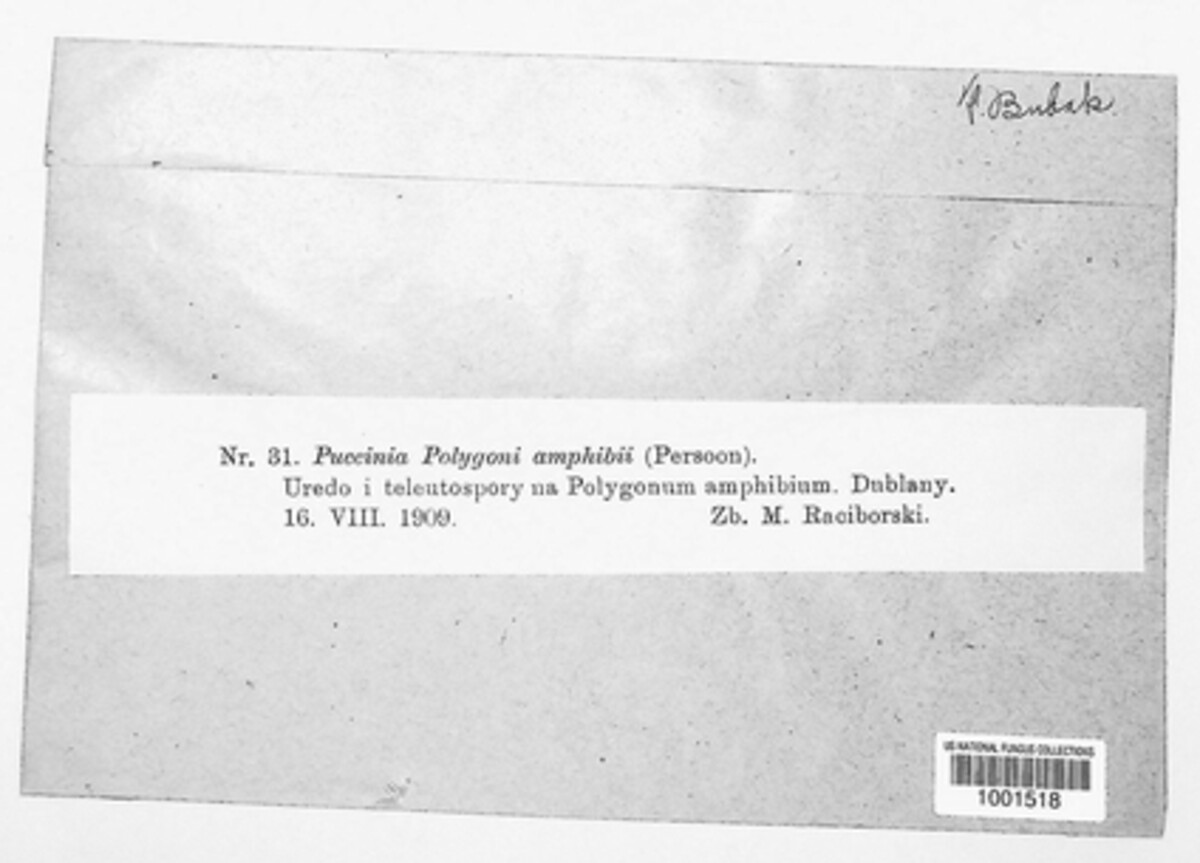 F. Bubak.
Nr. 31. Puccinia Polygoni amphibii (Persoon).
Uredo i teleutospory na Polygonum amphibium. Dublany.
16. VIII. 1909. Zb. M. Raciborski.
US NATIONAL FUNGUS COLLECTIONS
1001518